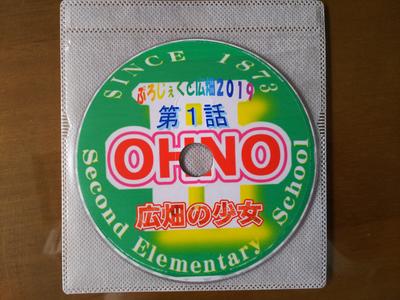 SINCE 1873
ぷろじぇくと広畑2019
第1話
OHNO
II
広畑の少女
Second Elementary School